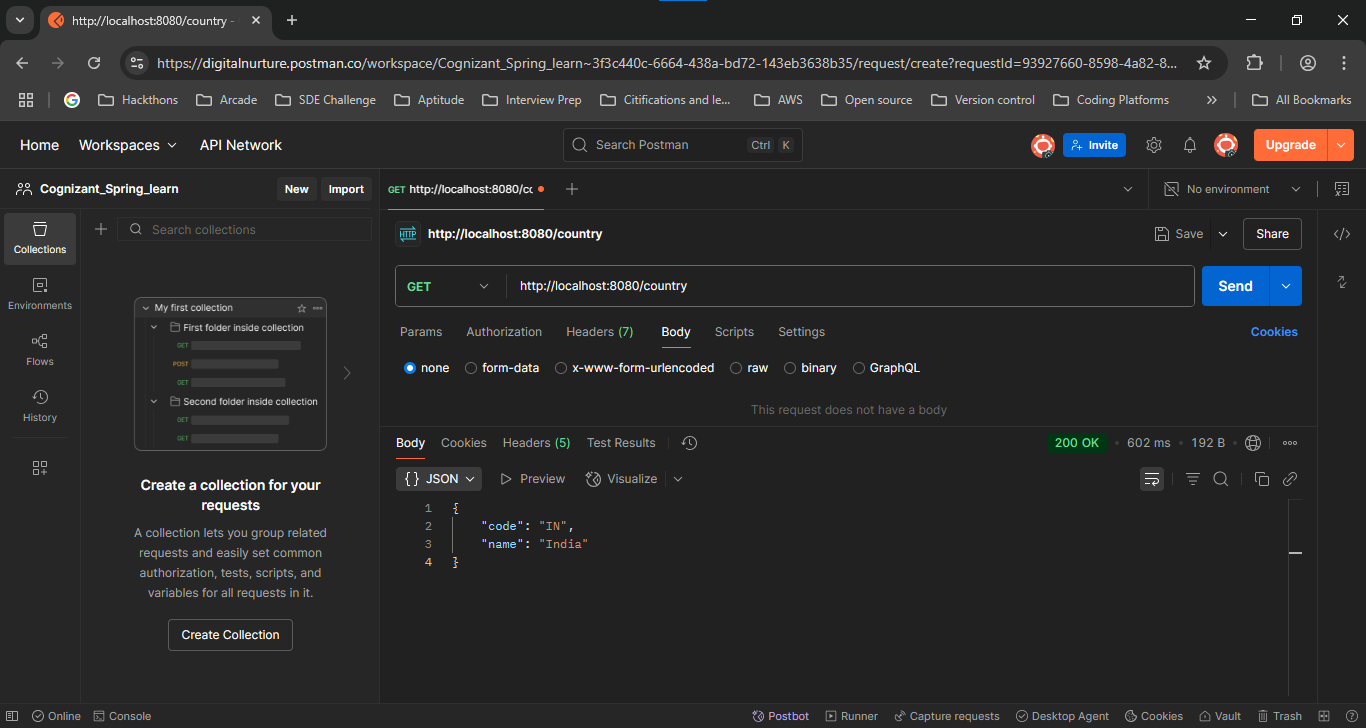 http://localhost:8080/country -
https://digitalnurture.postman.co/workspace/Cognizant_Spring_learn~3f3c440c-6664-438a-bd72-143eb3638b35/request/create?requestId=93927660-8598-4a82-8...
Hackthons Arcade SDE Challenge Aptitude Interview Prep Citifications and le... AWS Open source Version control Coding Platforms » All Bookmarks
Home Workspaces API Network Search Postman Ctrl K Invite Upgrade
Cognizant_Spring_learn New Import GET http://localhost:8080/cc No environment
Collections
Search collections
Environments
Flows
History
My first collection
First folder inside collection
GET
POST
GET
Second folder inside collection
GET
GET
Create a collection for your
requests
A collection lets you group related
requests and easily set common
authorization, tests, scripts, and
variables for all requests in it.
Create Collection
HTTP http://localhost:8080/country Save Share
GET http://localhost:8080/country Send
Params Authorization Headers (7) Body Scripts Settings Cookies
none form-data x-www-form-urlencoded raw binary GraphQL
This request does not have a body
Body Cookies Headers (5) Test Results 200 OK • 602 ms • 192 B
{} JSON Preview Visualize
1 {
2 "code": "IN",
3 "name": "India"
4 }
Online Console Postbot Runner Capture requests Desktop Agent Cookies Vault Trash